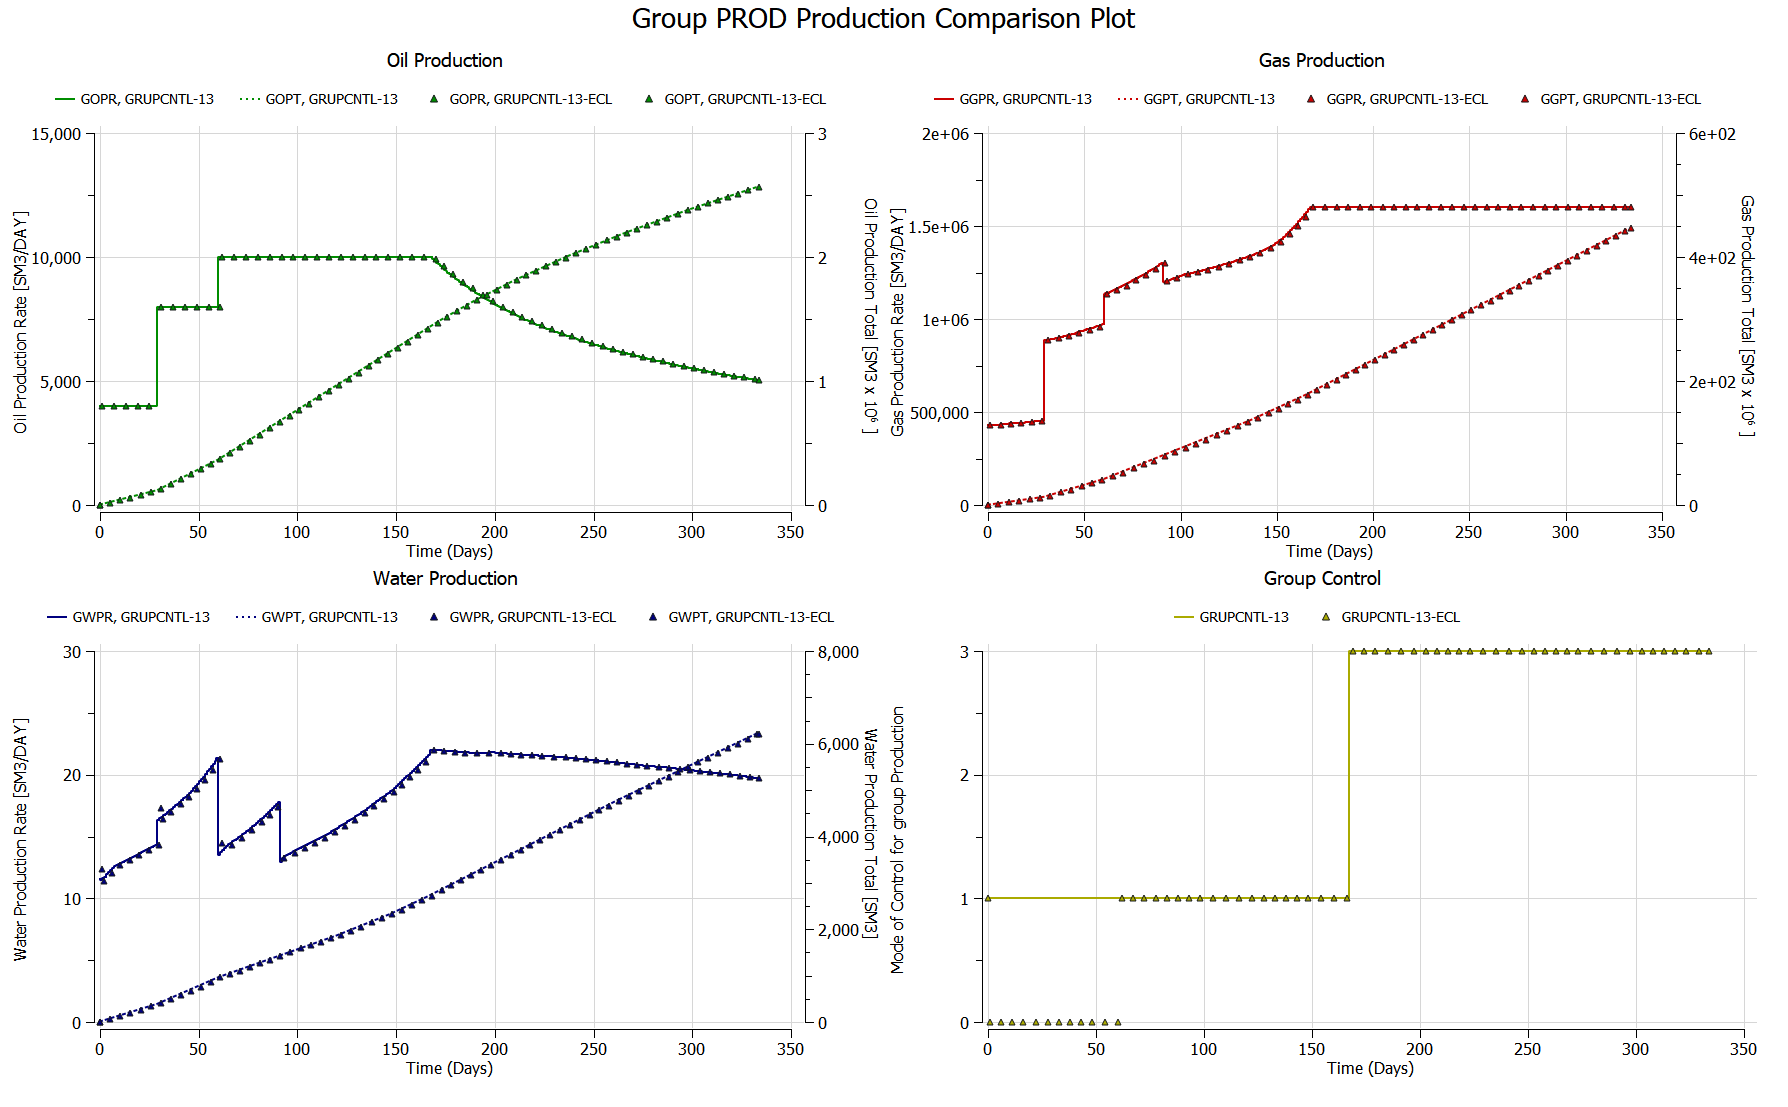 Group PROD Production Comparison Plot
Oil Production
GOPR, GRUPCNTL-13 GOPT, GRUPCNTL-13 GOPR, GRUPCNTL-13-ECL GOPT, GRUPCNTL-13-ECL
15,000
10,000
5,000
0
Oil Production Rate [SM3/DAY]
3
2
1
0
Oil Production Total [SM3 x 10⁶ ]
0 50 100 150 200 250 300 350
Time (Days)
Gas Production
GGPR, GRUPCNTL-13 GGPT, GRUPCNTL-13 GGPR, GRUPCNTL-13-ECL GGPT, GRUPCNTL-13-ECL
2e+06
1.5e+06
1e+06
500,000
0
Gas Production Rate [SM3/DAY]
6e+02
4e+02
2e+02
0
Gas Production Total [SM3 x 10⁶ ]
0 50 100 150 200 250 300 350
Time (Days)
Water Production
GWPR, GRUPCNTL-13 GWPT, GRUPCNTL-13 GWPR, GRUPCNTL-13-ECL GWPT, GRUPCNTL-13-ECL
30
20
10
0
Water Production Rate [SM3/DAY]
8,000
6,000
4,000
2,000
0
Water Production Total [SM3]
0 50 100 150 200 250 300 350
Time (Days)
Group Control
GRUPCNTL-13 GRUPCNTL-13-ECL
3
2
1
0
Mode of Control for group Production
0 50 100 150 200 250 300 350
Time (Days)